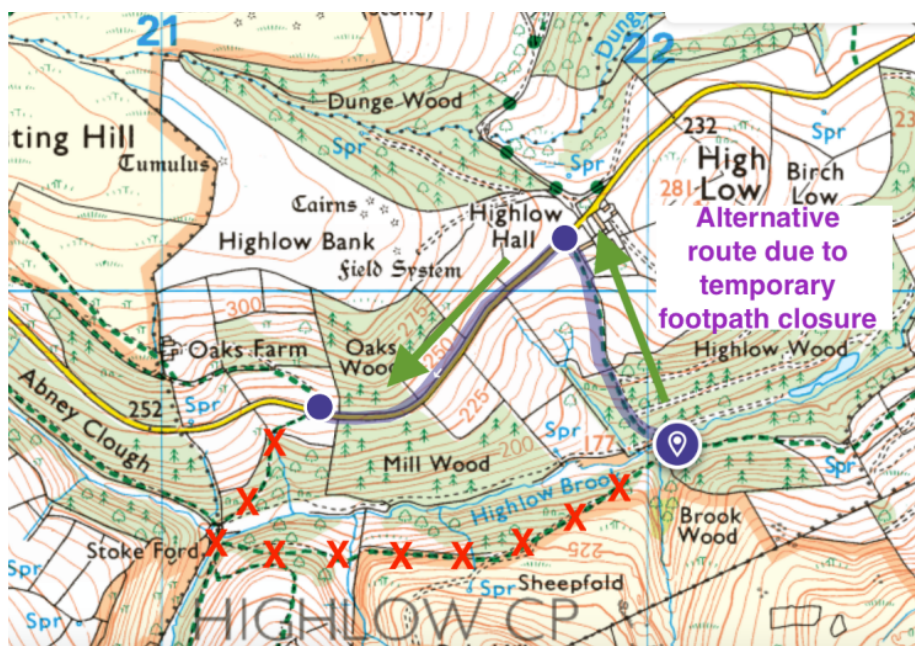 21
22
Dunge Wood
Spr
Spr
Spr
232
ting Hill
Tumulus
High
Low
281
Birch
Low
Cairns
Highlow Bank
Field System
Highlow
Hall
Alternative
route due to
temporary
footpath closure
300
275
250
225
200
Oaks Farm
Oaks
Wood
Highlow Wood
Abney Clough
252
Spr
Spr
177
Mill Wood
Spr
Highlow Broo
X
X
X
X
X
X
X
X
X
X
X
Stoke Ford
Brook
Wood
225
Spr
Spr
Sheepfold
Spr
HIGHLOW CP